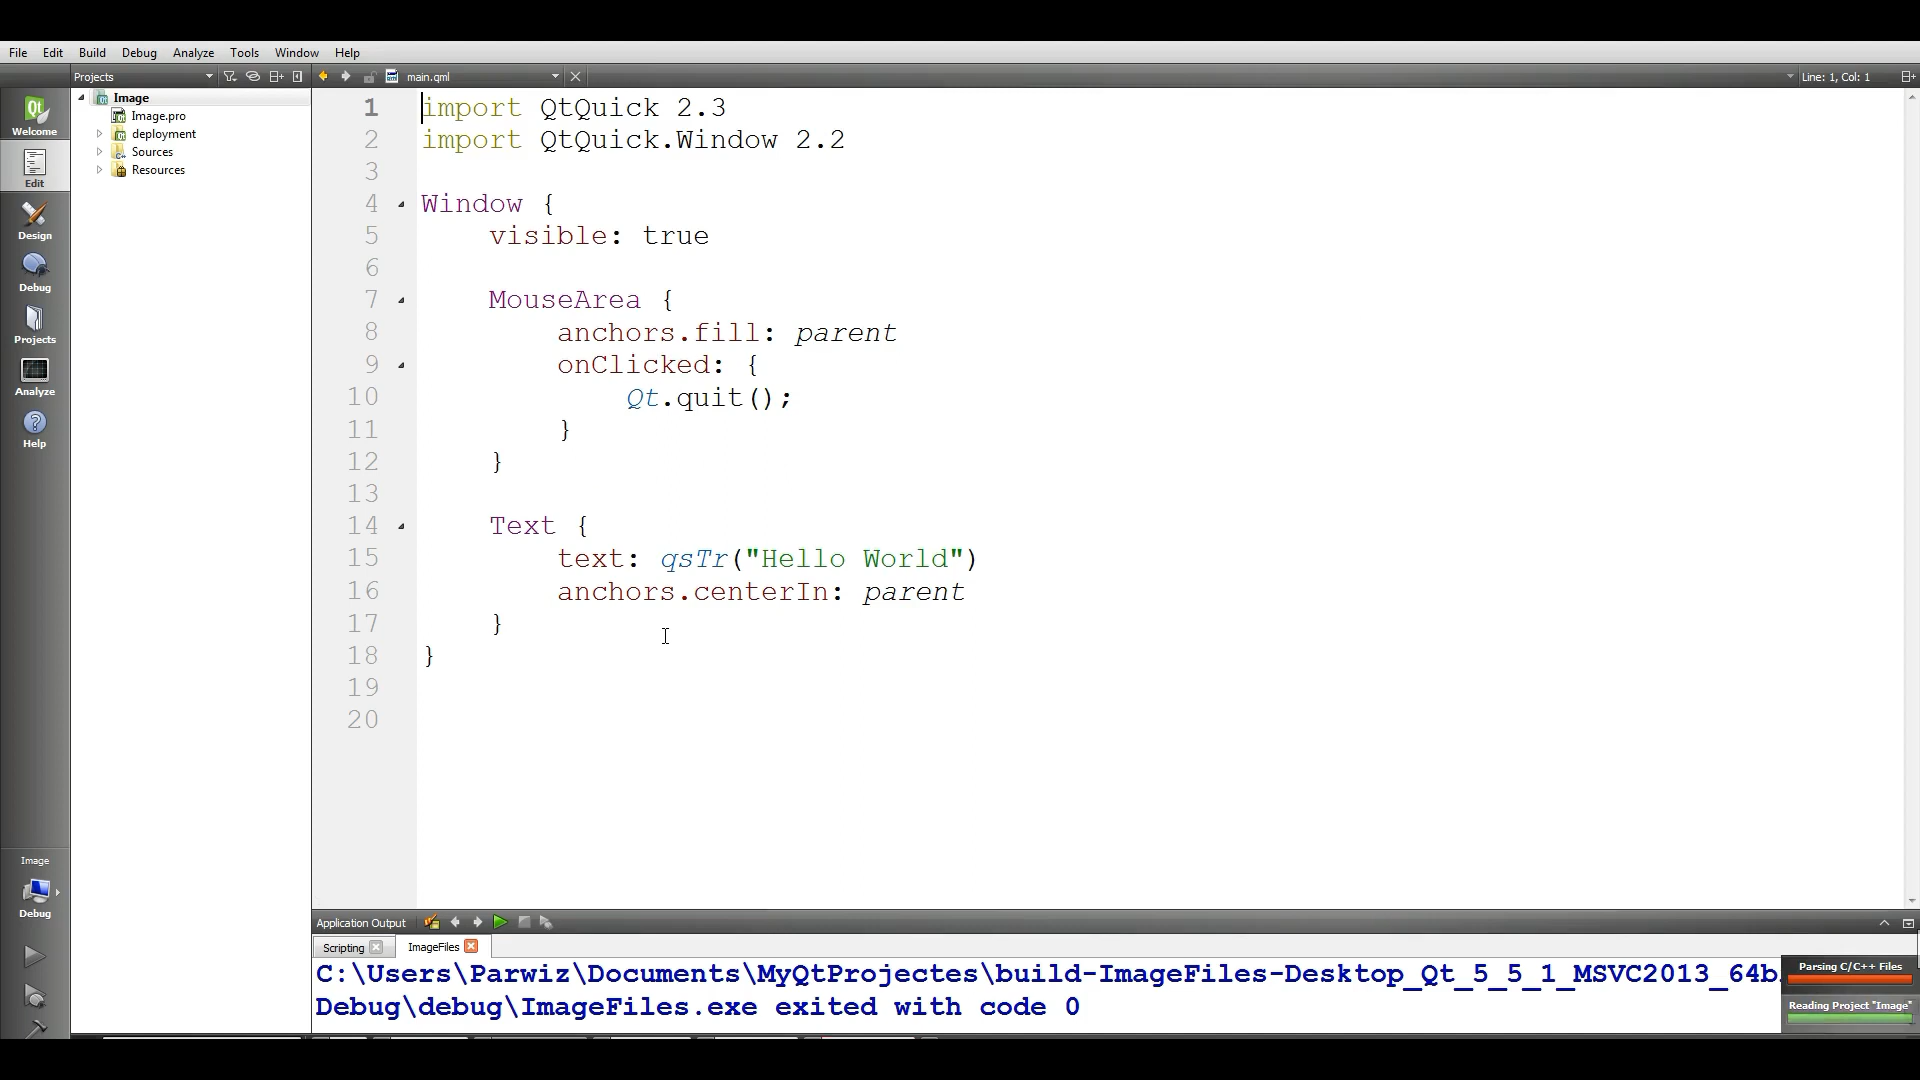 File Edit Build Debug Analyze Tools Window Help
Projects main.qml Line: 1, Col: 1
Image
Image.pro
deployment
Sources
Resources
Qt
Welcome
Edit
Design
Debug
Projects
Analyze
Help
1 import QtQuick 2.3
2 import QtQuick.Window 2.2
3
4 Window {
5 visible: true
6
7 MouseArea {
8 anchors.fill: parent
9 onClicked: {
10 Qt.quit();
11 }
12 }
13
14 Text {
15 text: qsTr("Hello World")
16 anchors.centerIn: parent
17 }
18 }
19
20
Image
Debug
Application Output
Scripting ImageFiles
C:\Users\Parwiz\Documents\MyQtProjectes\build-ImageFiles-Desktop_Qt_5_5_1_MSVC2013_64b
Debug\debug\ImageFiles.exe exited with code 0
Parsing C/C++ Files
Reading Project "Image"